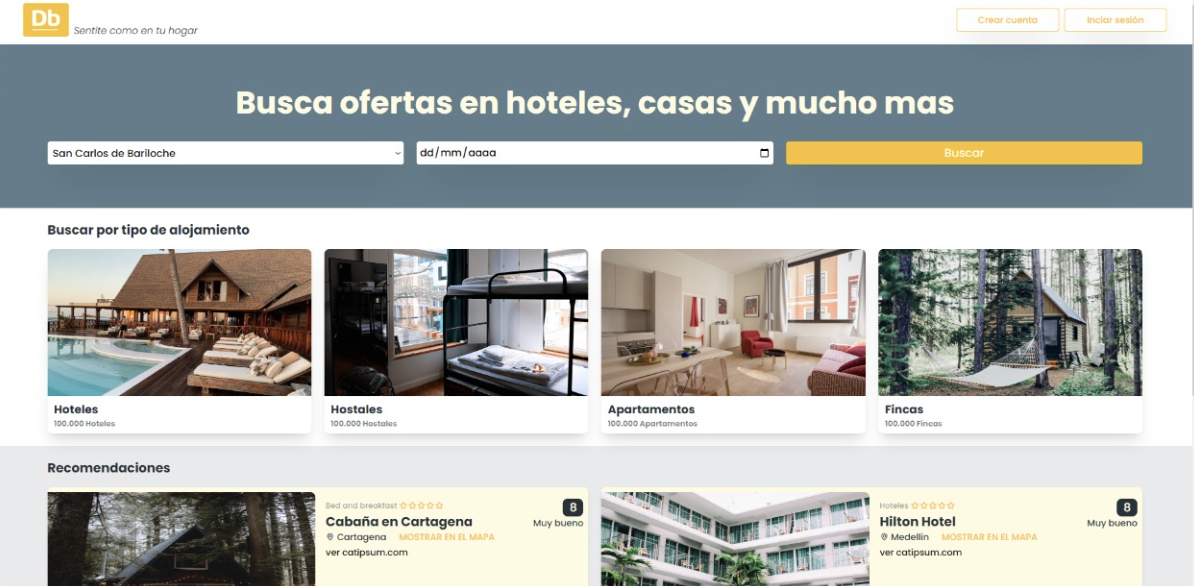 Db
Sentite como en tu hogar
Crear cuenta
Inciar sesión
Busca ofertas en hoteles, casas y mucho mas
San Carlos de Bariloche
dd/mm/aaaa
Buscar
Buscar por tipo de alojamiento
Hoteles
100.000 Hoteles
Hostales
100.000 Hostales
Apartamentos
100.000 Apartamentos
Fincas
100.000 Fincas
Recomendaciones
Bed and breakfast
8
Cabaña en Cartagena
Muy bueno
Cartagena MOSTRAR EN EL MAPA
ver catipsum.com
Hoteles
8
Hilton Hotel
Muy bueno
Medellin MOSTRAR EN EL MAPA
ver catipsum.com